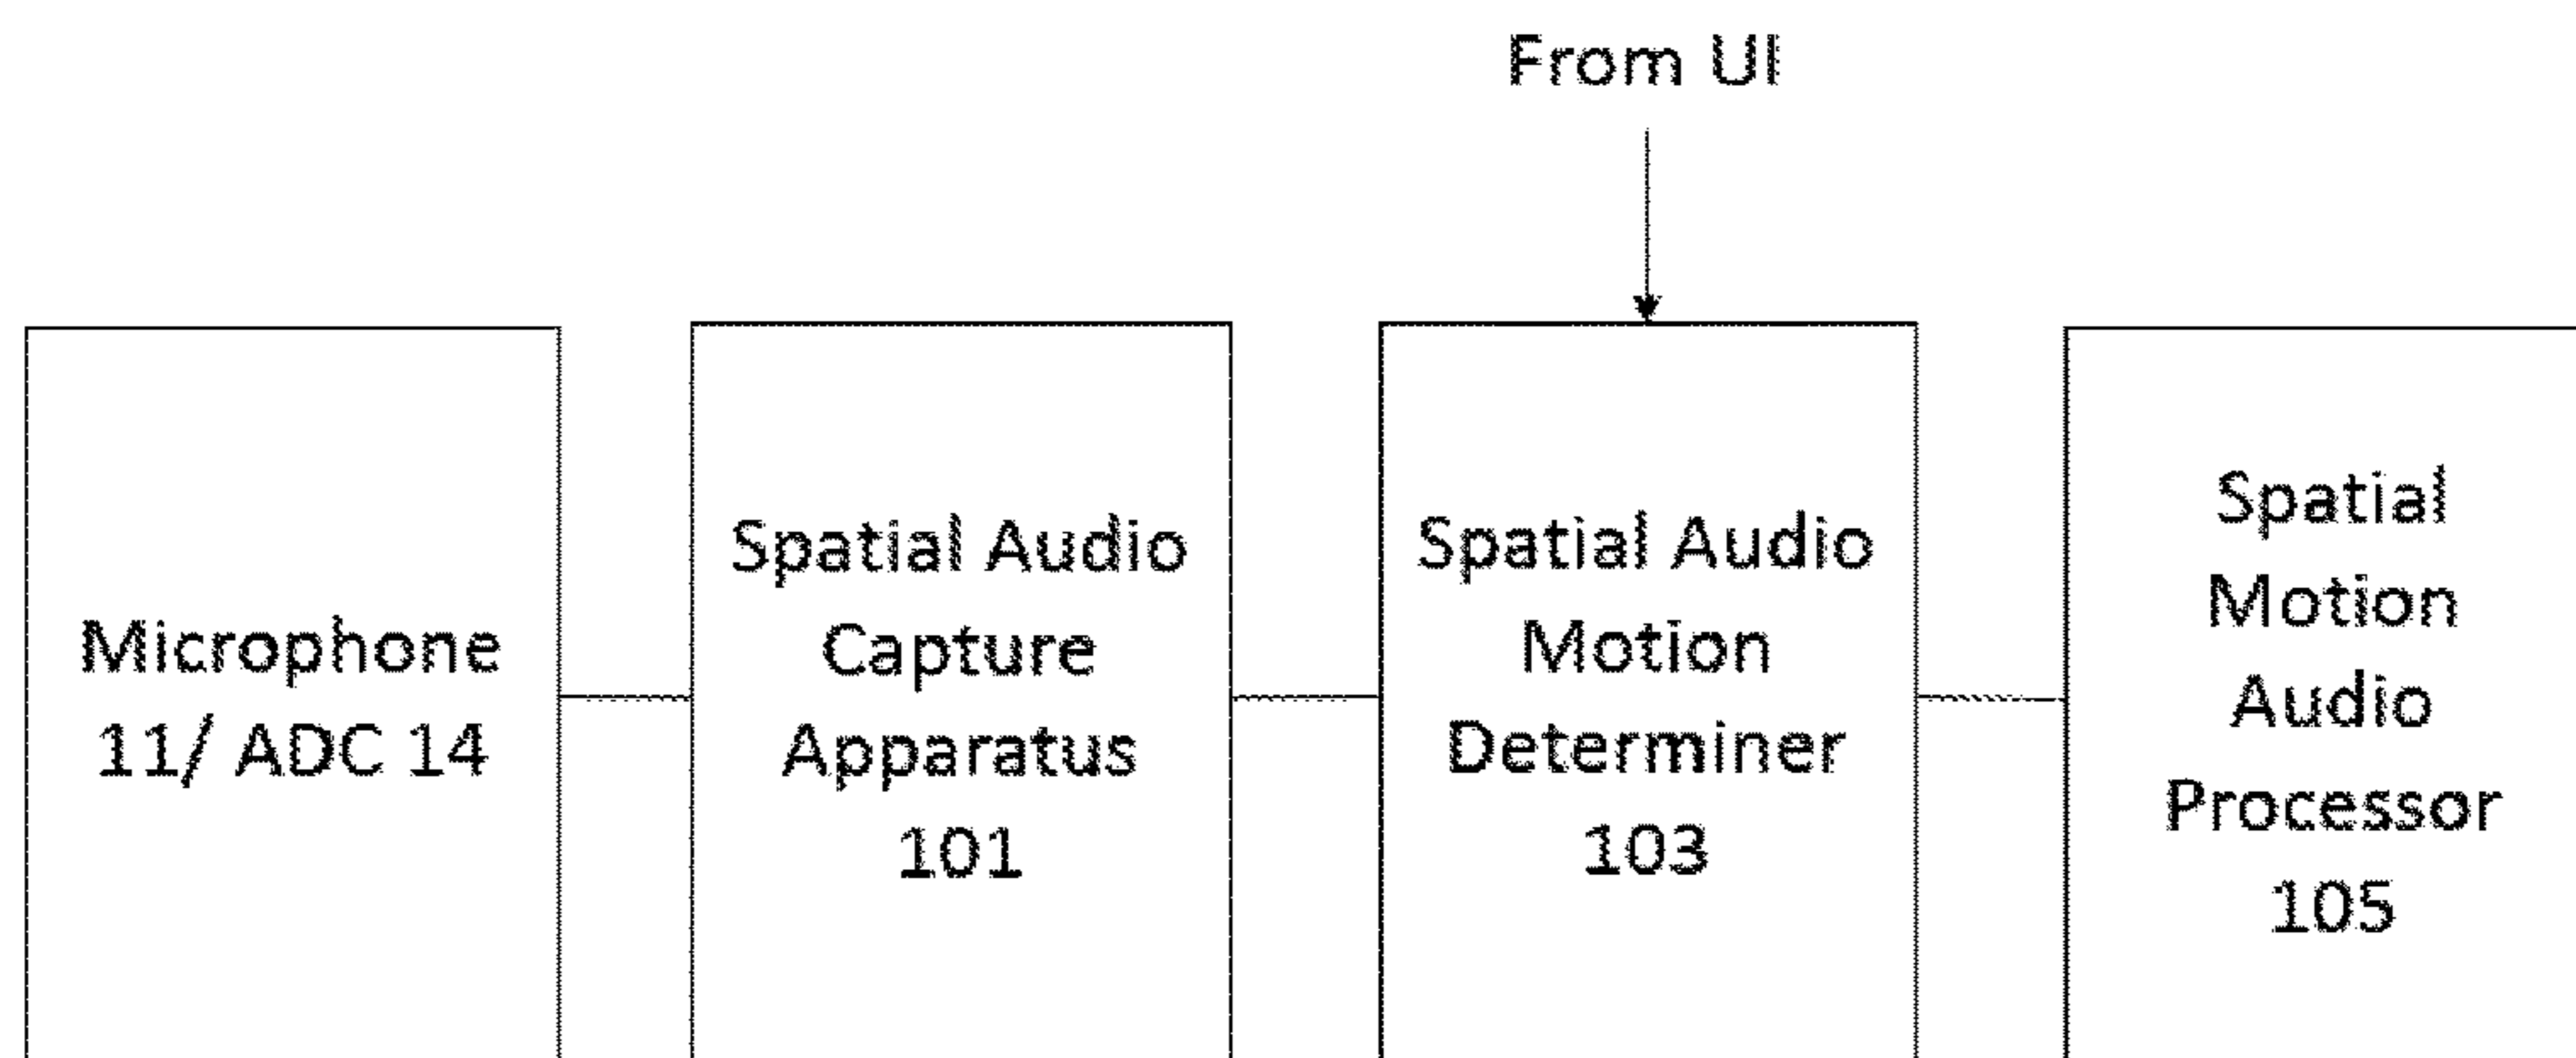 From UI
Microphone
11/ ADC 14
Spatial Audio
Capture
Apparatus
101
Spatial Audio
Motion
Determiner
103
Spatial
Motion
Audio
Processor
105